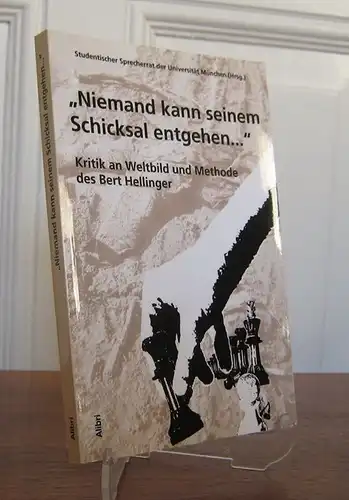 Studentischer Sprecherrat der Universität München (Hrsg.)
„Niemand kann seinem
Schicksal entgehen...“
Kritik an Weltbild und Methode
des Bert Hellinger
Alibri
„Niemand kann seinem Schicksal entgehen...“
Alibri